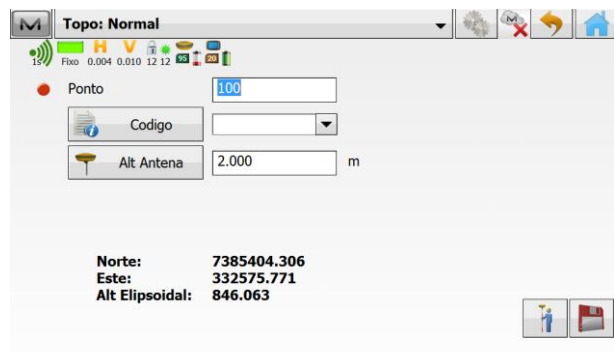 M Topo: Normal M
1s Fixo H 0.004 V 0.010 12 12 95 20
Ponto 100
Codigo
Alt Antena 2.000 m
Norte: 7385404.306
Este: 332575.771
Alt Elipsoidal: 846.063